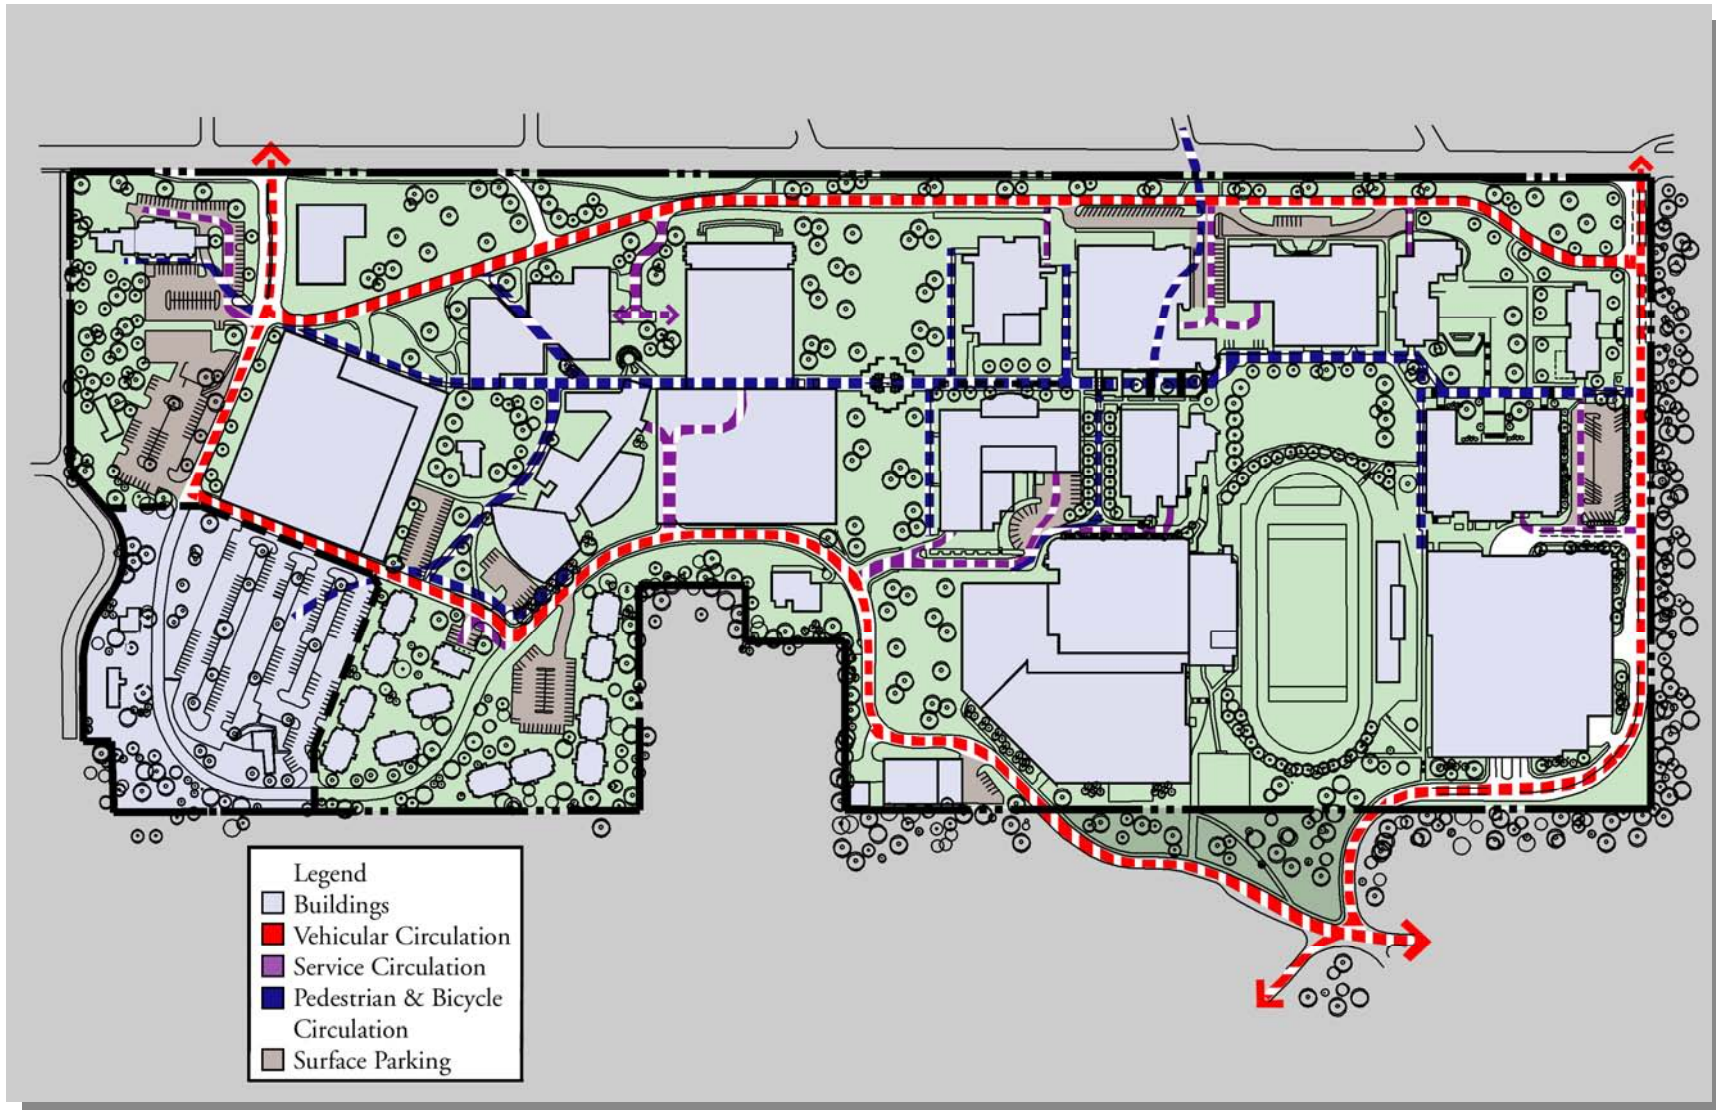 Legend
Buildings
Vehicular Circulation
Service Circulation
Pedestrian & Bicycle
Circulation
Surface Parking